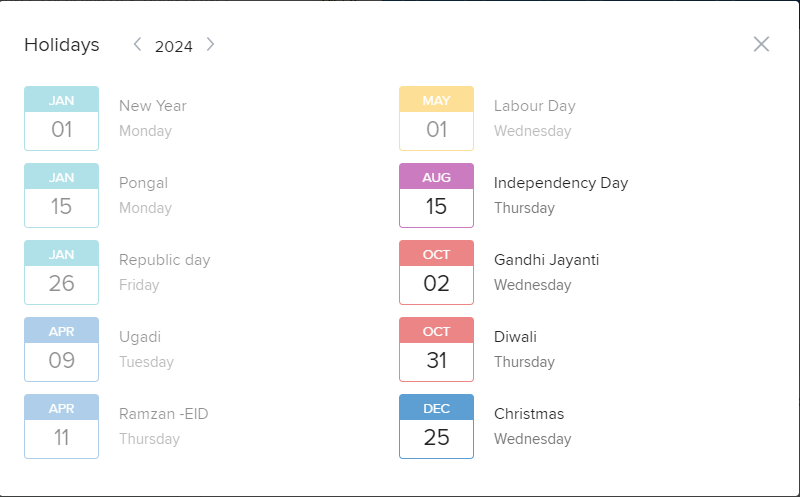 Holidays 2024
JAN
01
New Year
Monday
JAN
15
Pongal
Monday
JAN
26
Republic day
Friday
APR
09
Ugadi
Tuesday
APR
11
Ramzan -EID
Thursday
MAY
01
Labour Day
Wednesday
AUG
15
Independency Day
Thursday
OCT
02
Gandhi Jayanti
Wednesday
OCT
31
Diwali
Thursday
DEC
25
Christmas
Wednesday